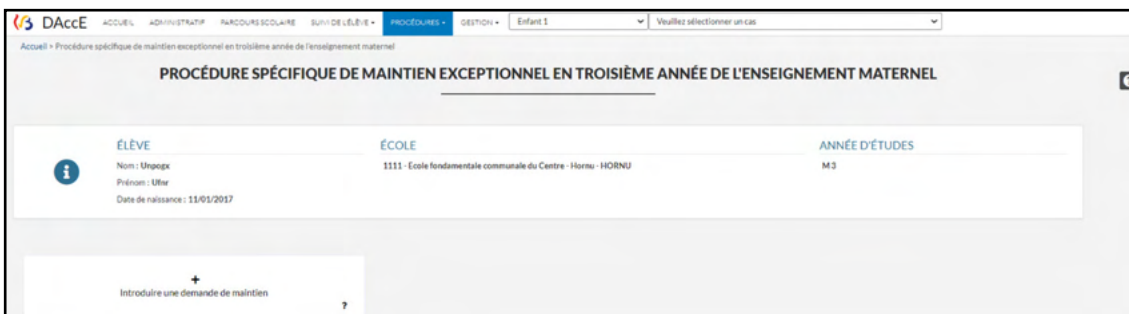 DAccE ACCUEIL ADMINISTRATIF PARCOURS SCOLAIRE SUIVI DE L'ÉLÈVE PROCÉDURES GESTION Enfant 1 Veuillez sélectionner un cas
Accueil > Procédure spécifique de maintien exceptionnel en troisième année de l'enseignement maternel
PROCÉDURE SPÉCIFIQUE DE MAINTIEN EXCEPTIONNEL EN TROISIÈME ANNÉE DE L'ENSEIGNEMENT MATERNEL
ÉLÈVE ÉCOLE ANNÉE D'ÉTUDES
Nom : Unpogx 1111 - Ecole fondamentale communale du Centre - Hornu - HORNU M3
Prénom : Ufnr
Date de naissance : 11/01/2017
+
Introduire une demande de maintien
?